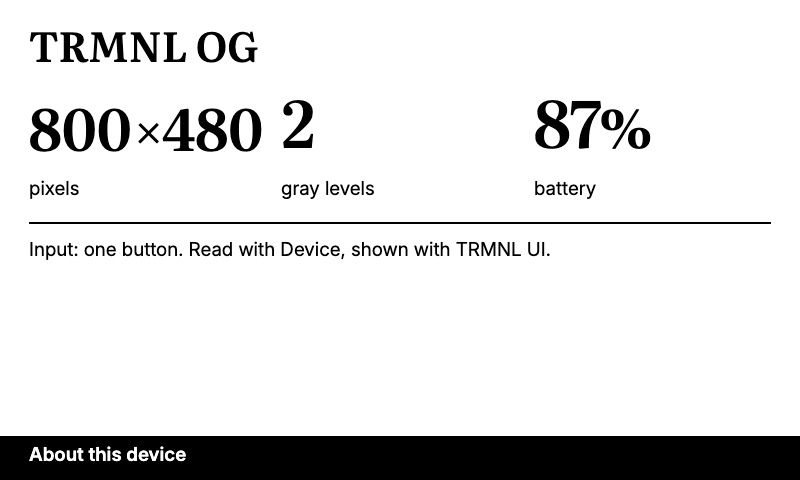 TRMNL OG
800×480 2 87%
pixels gray levels battery
Input: one button. Read with Device, shown with TRMNL UI.
About this device